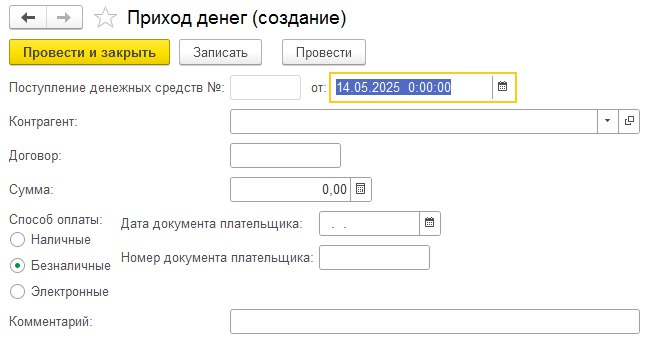 Приход денег (создание)
Провести и закрыть Записать Провести
Поступление денежных средств №: от: 14.05.2025 0:00:00
Контрагент:
Договор:
Сумма: 0,00
Способ оплаты: Дата документа плательщика: . .
Наличные
Безналичные Номер документа плательщика:
Электронные
Комментарий: